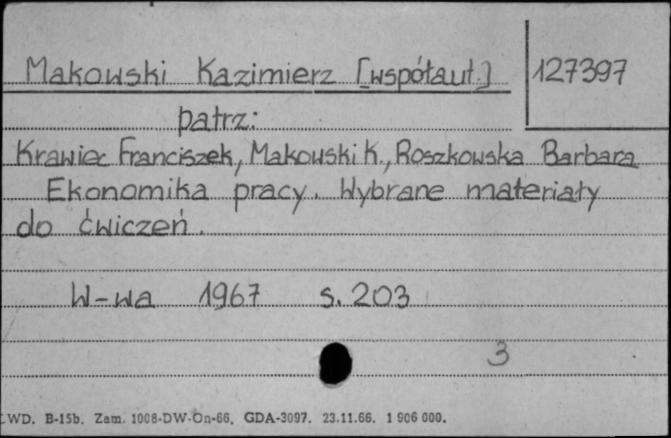 Makowski Kazimierz [współaut.]
127397
patrz:
Krawiec Franciszek, Makowski K., Roszkowska Barbara
Ekonomika pracy. Wybrane materiały
do ćwiczeń.
W-wa 1967 s. 203
3
LWD. B-15b. Zam. 1008-DW-On-66. GDA-3097. 23.11.66. 1 906 000.